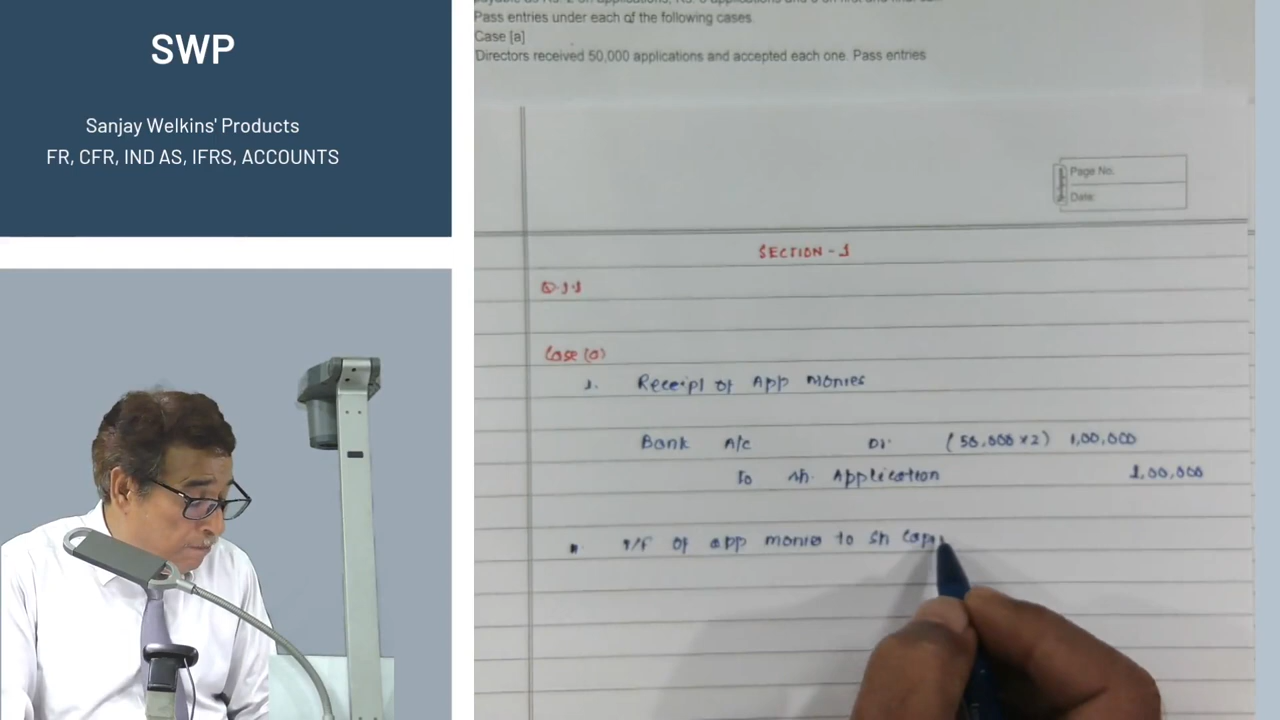 SWP
Sanjay Welkins' Products
FR, CFR, IND AS, IFRS, ACCOUNTS
Pass entries under each of the following cases.
Case [a]
Directors received 50,000 applications and accepted each one. Pass entries
Page No.
Date:
SECTION - 1
Q.1.1
Case (a)
1. Receipt of App Monies
Bank A/c Dr. (50,000 x 2) 1,00,000
To sh. Application 1,00,000
T/F of app monies to sh Cap